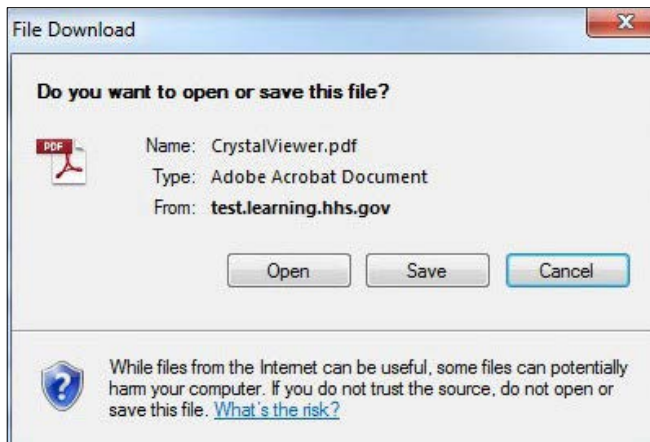 File Download
Do you want to open or save this file?
PDF
Name: CrystalViewer.pdf
Type: Adobe Acrobat Document
From: test.learning.hhs.gov
Open Save Cancel
While files from the Internet can be useful, some files can potentially
harm your computer. If you do not trust the source, do not open or
save this file. What's the risk?